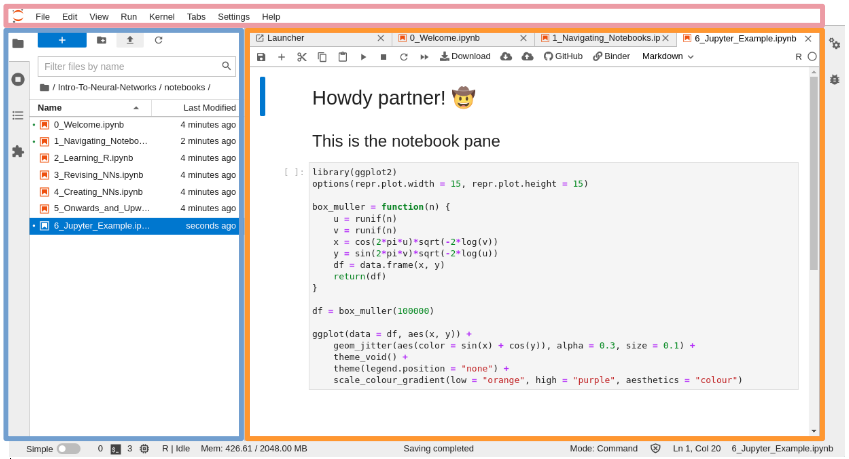 File Edit View Run Kernel Tabs Settings Help
Launcher 0_Welcome.ipynb 1_Navigating_Notebooks.ip 6_Jupyter_Example.ipynb
Download GitHub Binder Markdown R
Filter files by name
/ Intro-To-Neural-Networks / notebooks /
Name Last Modified
0_Welcome.ipynb 4 minutes ago
1_Navigating_Notebo... 2 minutes ago
2_Learning_R.ipynb 4 minutes ago
3_Revising_NNs.ipynb 4 minutes ago
4_Creating_NNs.ipynb 4 minutes ago
5_Onwards_and_Upw... 4 minutes ago
6_Jupyter_Example.ip... seconds ago
Howdy partner! 🤠
This is the notebook pane
[ ]: library(ggplot2)
options(repr.plot.width = 15, repr.plot.height = 15)
box_muller = function(n) {
u = runif(n)
v = runif(n)
x = cos(2*pi*u)*sqrt(-2*log(v))
y = sin(2*pi*v)*sqrt(-2*log(u))
df = data.frame(x, y)
return(df)
}
df = box_muller(100000)
ggplot(data = df, aes(x, y)) +
geom_jitter(aes(color = sin(x) + cos(y)), alpha = 0.3, size = 0.1) +
theme_void() +
theme(legend.position = "none") +
scale_colour_gradient(low = "orange", high = "purple", aesthetics = "colour")
Simple 0 3 R | Idle Mem: 426.61 / 2048.00 MB Saving completed Mode: Command Ln 1, Col 20 6_Jupyter_Example.ipynb